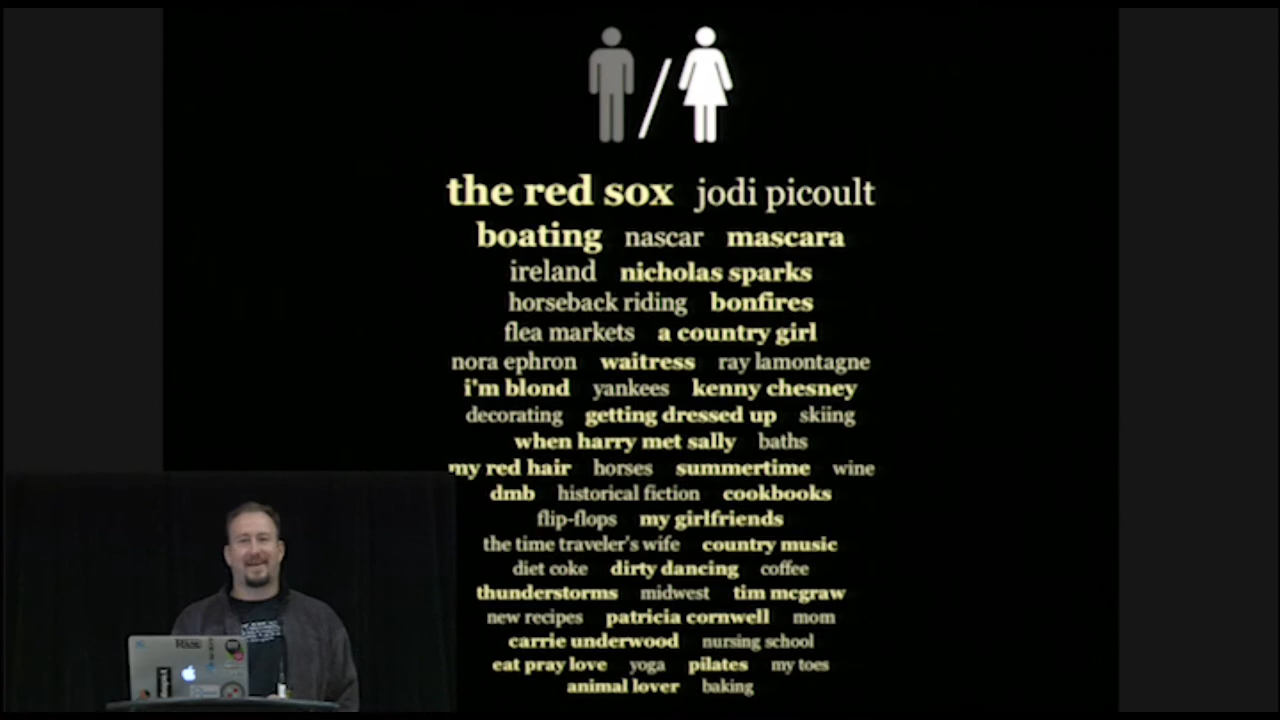 the red sox jodi picoult
boating nascar mascara
ireland nicholas sparks
horseback riding bonfires
flea markets a country girl
nora ephron waitress ray lamontagne
i'm blond yankees kenny chesney
decorating getting dressed up skiing
when harry met sally baths
my red hair horses summertime wine
dmb historical fiction cookbooks
flip-flops my girlfriends
the time traveler's wife country music
diet coke dirty dancing coffee
thunderstorms midwest tim mcgraw
new recipes patricia cornwell mom
carrie underwood nursing school
eat pray love yoga pilates my toes
animal lover baking